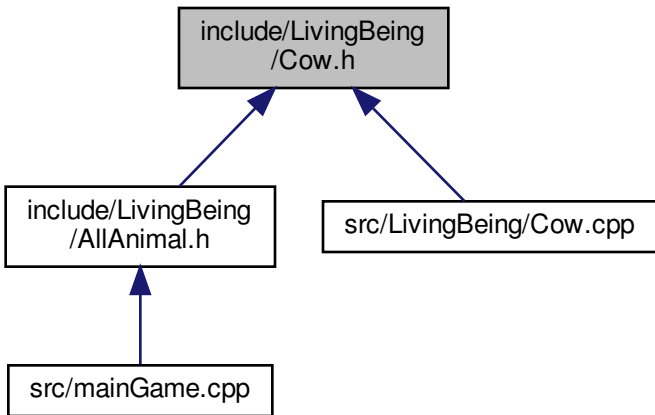 include/LivingBeing
/Cow.h
include/LivingBeing
/AllAnimal.h
src/LivingBeing/Cow.cpp
src/mainGame.cpp